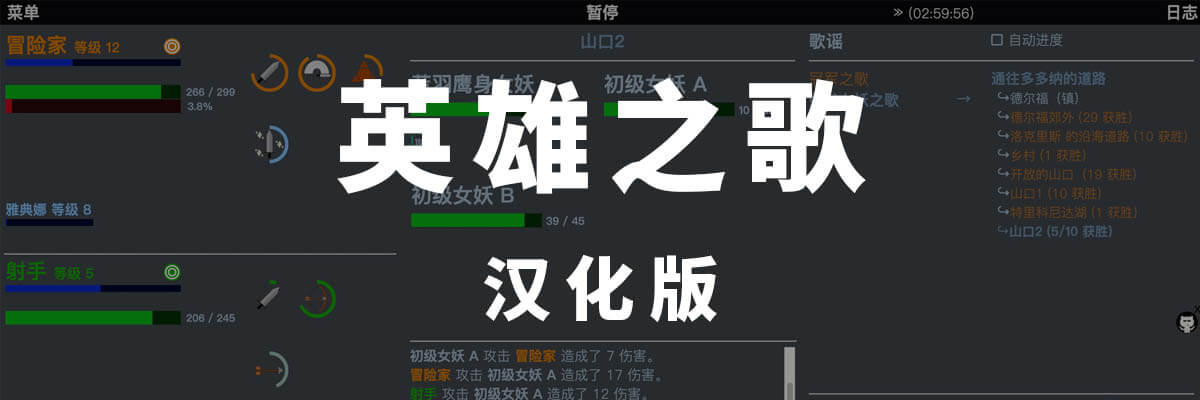 菜单 暂停 (02:59:56) 日志
冒险家 等级 12
266 / 299
3.8%
雅典娜 等级 8
射手 等级 5
206 / 245
山口2
初级女妖 A
10
初级女妖 B
39 / 45
初级女妖 A 攻击 冒险家 造成了 7 伤害。
冒险家 攻击 初级女妖 A 造成了 17 伤害。
射手 攻击 初级女妖 A 造成了 12 伤害。
歌谣
自动进度
→
通往多多纳的道路
↪德尔福（镇）
↪德尔福郊外 (29 获胜)
↪洛克里斯 的沿海道路 (10 获胜)
↪乡村 (1 获胜)
↪开放的山口 (19 获胜)
↪山口1 (10 获胜)
↪特里科尼达湖 (1 获胜)
↪山口2 (5/10 获胜)
英雄之歌
汉化版